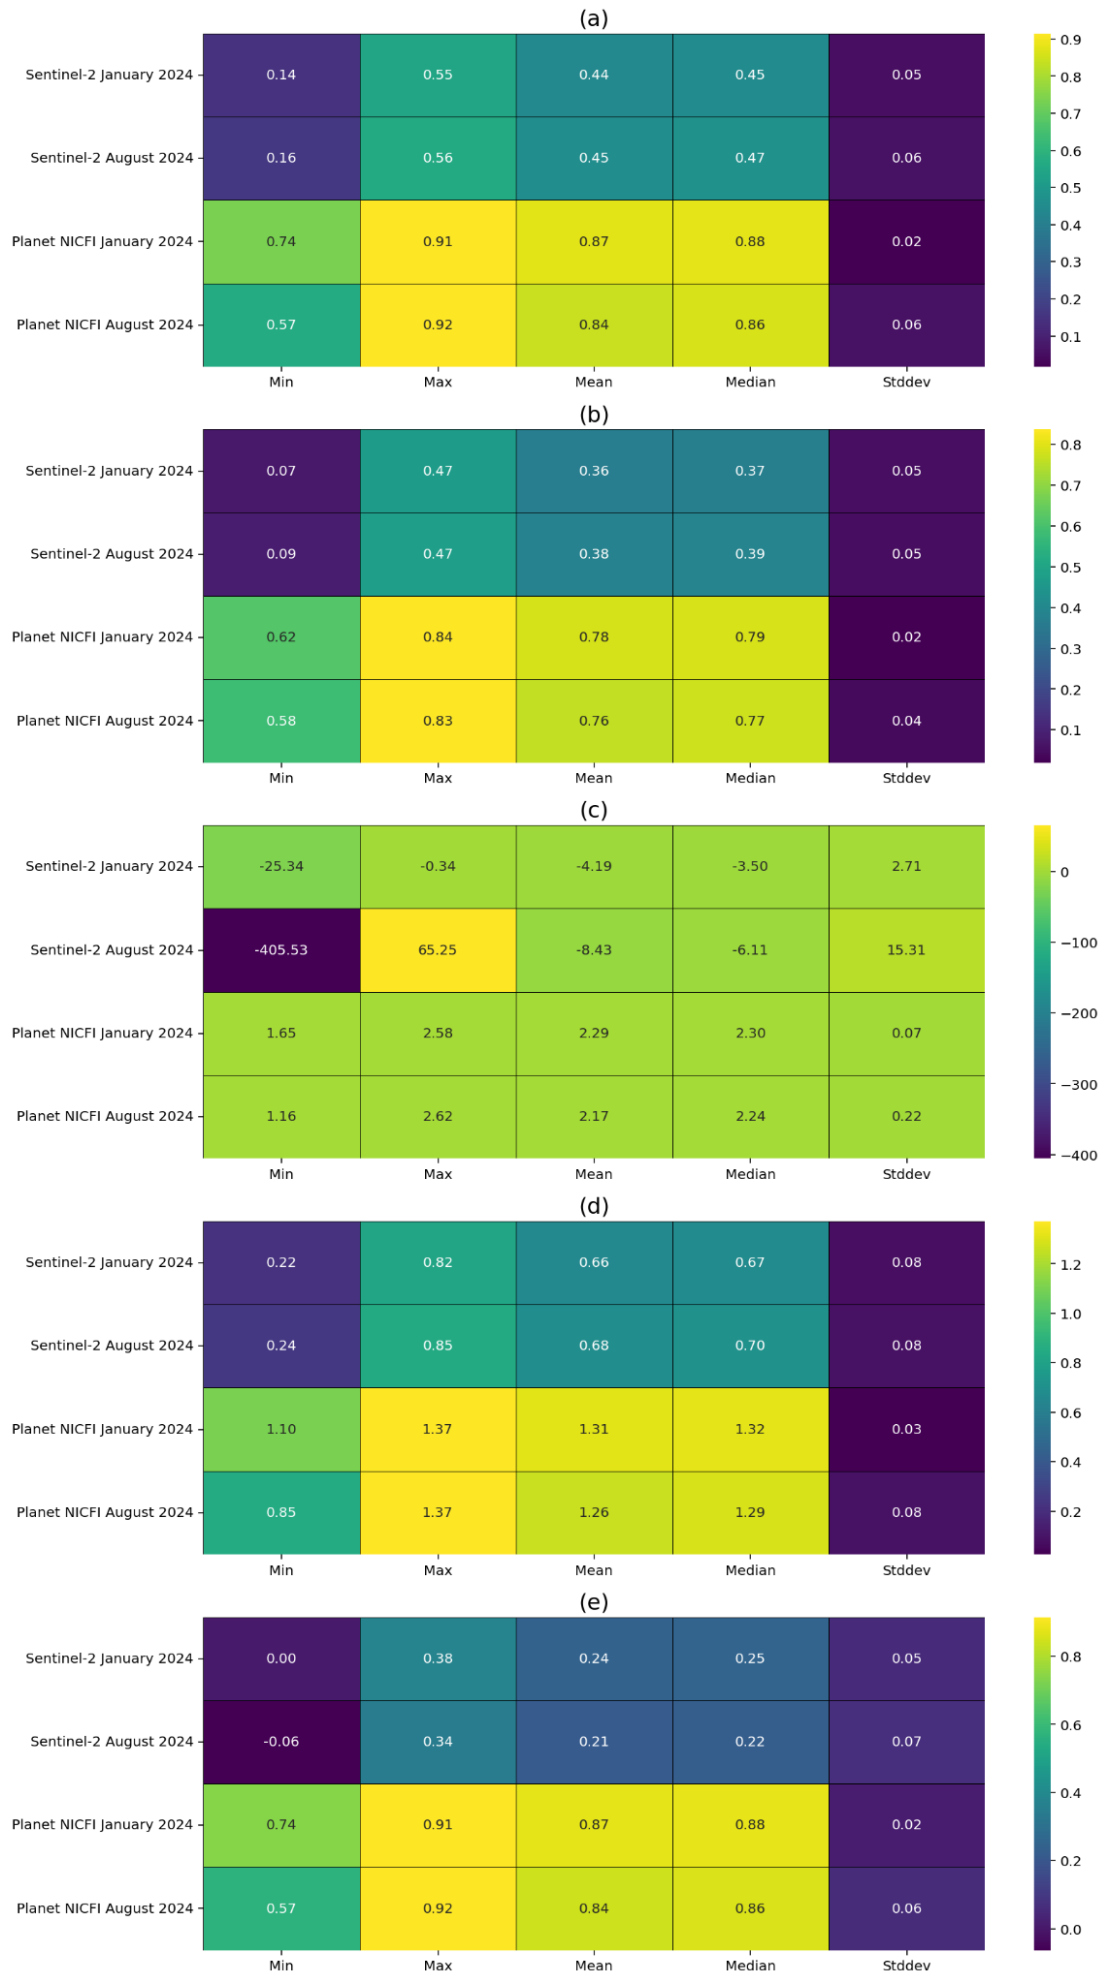 (a)
Sentinel-2 January 2024 0.14 0.55 0.44 0.45 0.05
Sentinel-2 August 2024 0.16 0.56 0.45 0.47 0.06
Planet NICFI January 2024 0.74 0.91 0.87 0.88 0.02
Planet NICFI August 2024 0.57 0.92 0.84 0.86 0.06
Min Max Mean Median Stddev
0.9
0.8
0.7
0.6
0.5
0.4
0.3
0.2
0.1
(b)
Sentinel-2 January 2024 0.07 0.47 0.36 0.37 0.05
Sentinel-2 August 2024 0.09 0.47 0.38 0.39 0.05
Planet NICFI January 2024 0.62 0.84 0.78 0.79 0.02
Planet NICFI August 2024 0.58 0.83 0.76 0.77 0.04
Min Max Mean Median Stddev
0.8
0.7
0.6
0.5
0.4
0.3
0.2
0.1
(c)
Sentinel-2 January 2024 -25.34 -0.34 -4.19 -3.50 2.71
Sentinel-2 August 2024 -405.53 65.25 -8.43 -6.11 15.31
Planet NICFI January 2024 1.65 2.58 2.29 2.30 0.07
Planet NICFI August 2024 1.16 2.62 2.17 2.24 0.22
Min Max Mean Median Stddev
0
−100
−200
−300
−400
(d)
Sentinel-2 January 2024 0.22 0.82 0.66 0.67 0.08
Sentinel-2 August 2024 0.24 0.85 0.68 0.70 0.08
Planet NICFI January 2024 1.10 1.37 1.31 1.32 0.03
Planet NICFI August 2024 0.85 1.37 1.26 1.29 0.08
Min Max Mean Median Stddev
1.2
1.0
0.8
0.6
0.4
0.2
(e)
Sentinel-2 January 2024 0.00 0.38 0.24 0.25 0.05
Sentinel-2 August 2024 -0.06 0.34 0.21 0.22 0.07
Planet NICFI January 2024 0.74 0.91 0.87 0.88 0.02
Planet NICFI August 2024 0.57 0.92 0.84 0.86 0.06
Min Max Mean Median Stddev
0.8
0.6
0.4
0.2
0.0